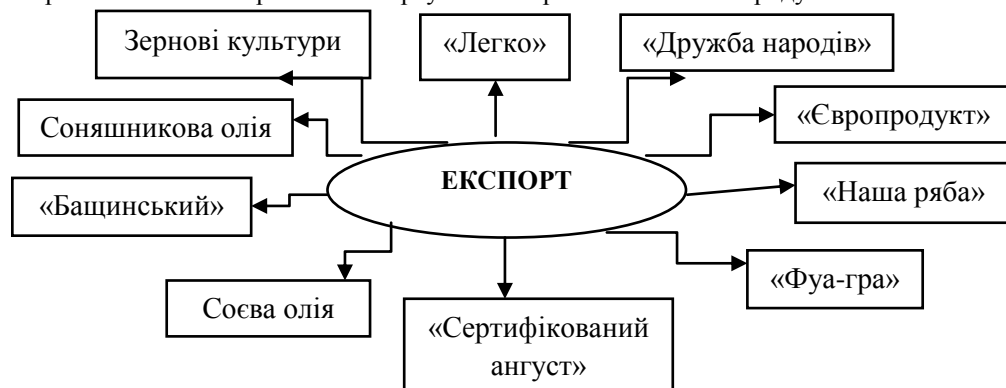 Зернові культури
«Легко»
«Дружба народів»
Соняшникова олія
«Європродукт»
ЕКСПОРТ
«Бащинський»
«Наша ряба»
«Фуа-гра»
Соєва олія
«Сертифікований
ангуст»